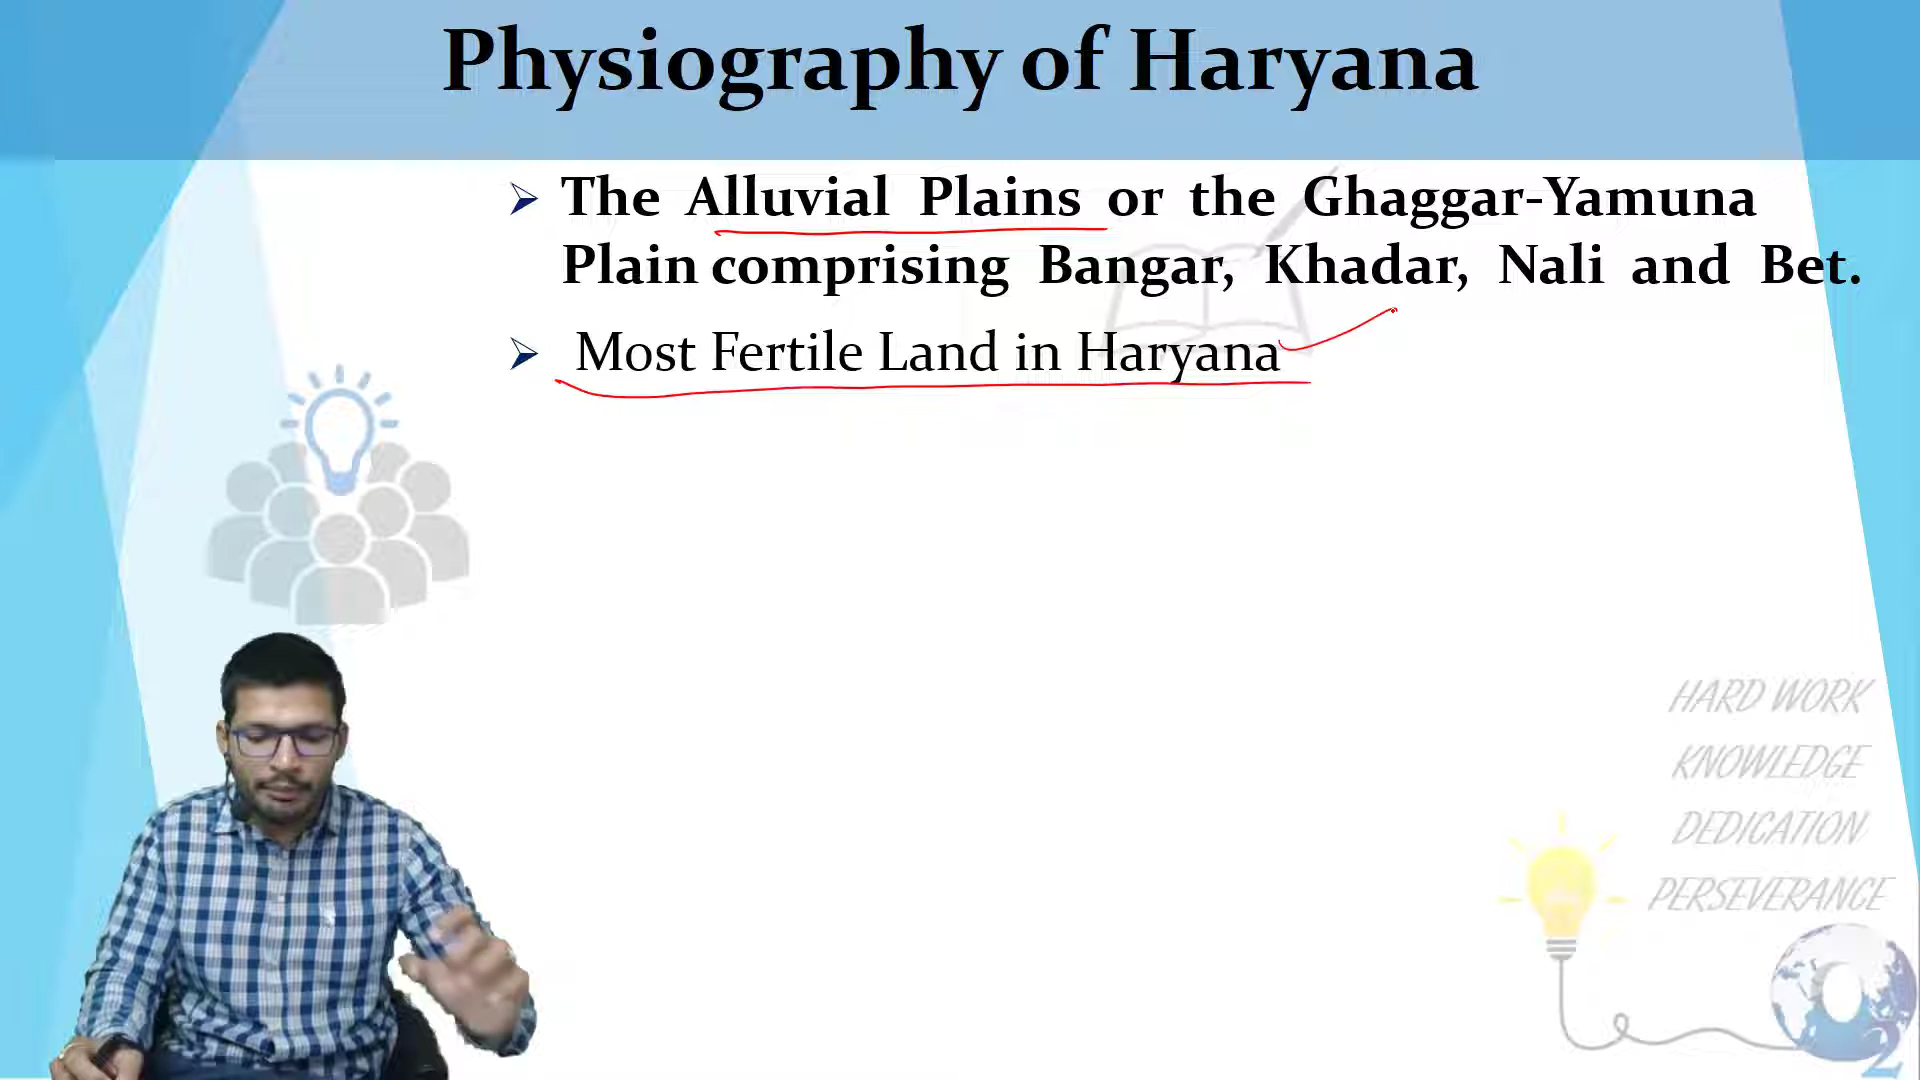 Physiography of Haryana
The Alluvial Plains or the Ghaggar-Yamuna
Plain comprising Bangar, Khadar, Nali and Bet.
Most Fertile Land in Haryana
HARD WORK
KNOWLEDGE
DEDICATION
PERSEVERANCE
O2